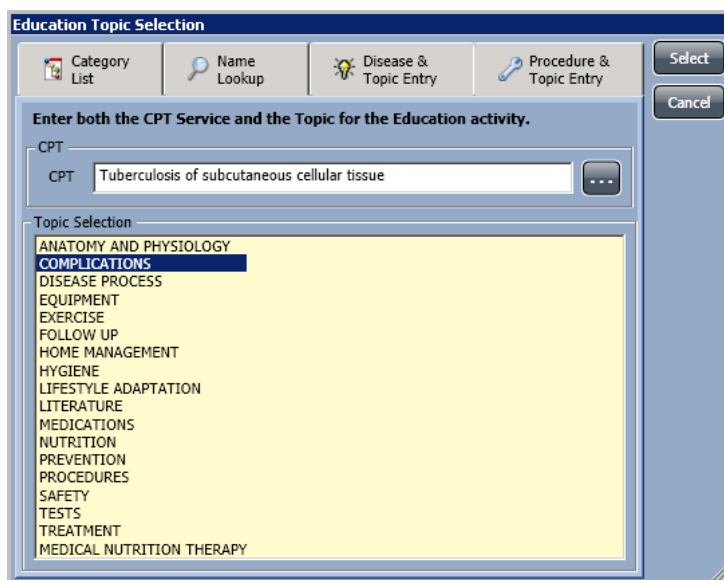 Education Topic Selection
Category List
Name Lookup
Disease & Topic Entry
Procedure & Topic Entry
Select
Cancel
Enter both the CPT Service and the Topic for the Education activity.
CPT
CPT Tuberculosis of subcutaneous cellular tissue ...
Topic Selection
ANATOMY AND PHYSIOLOGY
COMPLICATIONS
DISEASE PROCESS
EQUIPMENT
EXERCISE
FOLLOW UP
HOME MANAGEMENT
HYGIENE
LIFESTYLE ADAPTATION
LITERATURE
MEDICATIONS
NUTRITION
PREVENTION
PROCEDURES
SAFETY
TESTS
TREATMENT
MEDICAL NUTRITION THERAPY